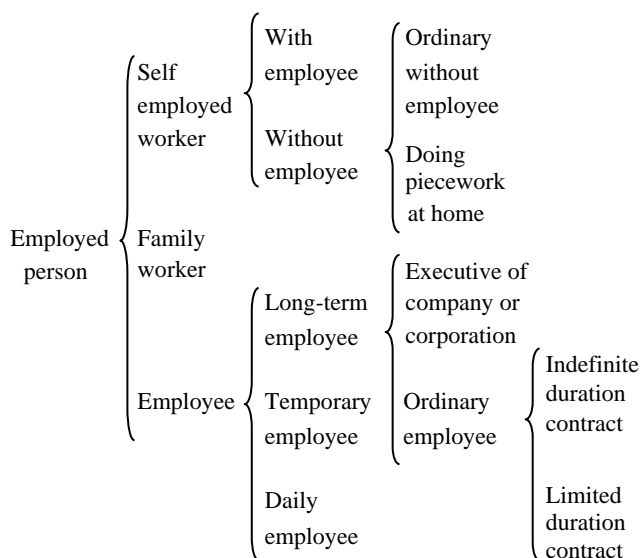 Employed
person
Self
employed
worker
Family
worker
Employee
With
employee
Without
employee
Long-term
employee
Temporary
employee
Daily
employee
Ordinary
without
employee
Doing
piecework
at home
Executive of
company or
corporation
Ordinary
employee
Indefinite
duration
contract
Limited
duration
contract